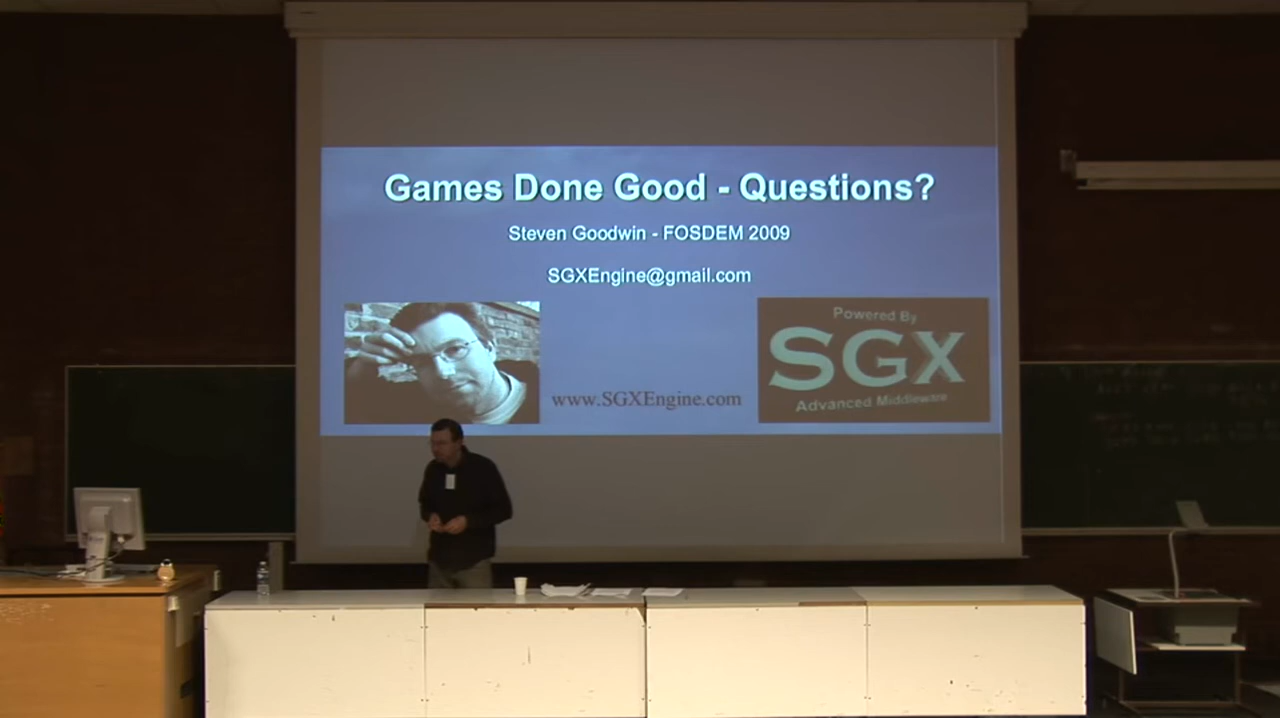 Games Done Good - Questions?
Steven Goodwin - FOSDEM 2009
SGXEngine@gmail.com
Powered By
SGX
Advanced Middleware
www.SGXEngine.com